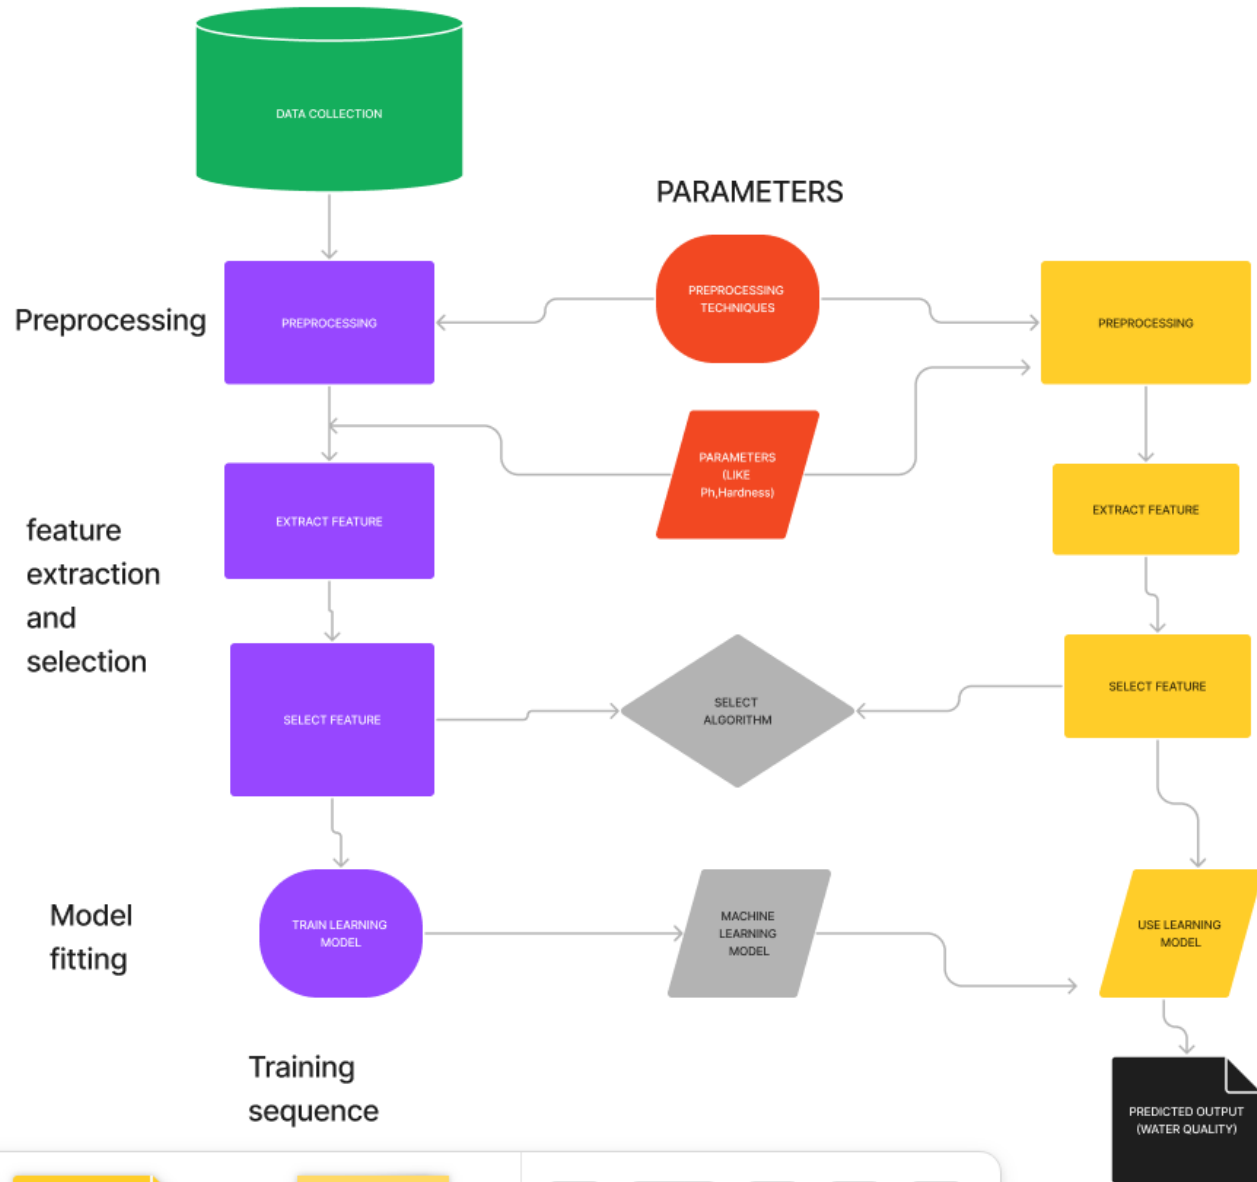 DATA COLLECTION
PARAMETERS
PREPROCESSING
TECHNIQUES
Preprocessing
PREPROCESSING
PREPROCESSING
PARAMETERS
(LIKE
Ph,Hardness)
feature
extraction
and
selection
EXTRACT FEATURE
EXTRACT FEATURE
SELECT FEATURE
SELECT
ALGORITHM
SELECT FEATURE
Model
fitting
TRAIN LEARNING
MODEL
MACHINE
LEARNING
MODEL
USE LEARNING
MODEL
Training
sequence
PREDICTED OUTPUT
(WATER QUALITY)